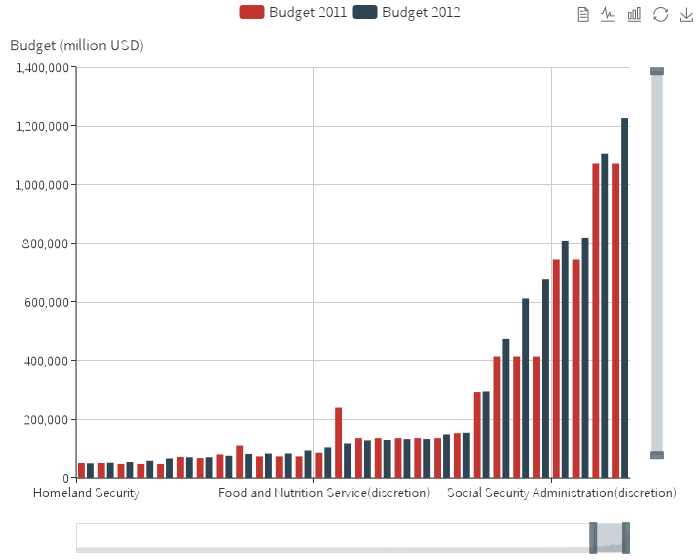 Budget 2011 Budget 2012
Budget (million USD)
1,400,000
1,200,000
1,000,000
800,000
600,000
400,000
200,000
0
Homeland Security Food and Nutrition Service(discretion) Social Security Administration(discretion)